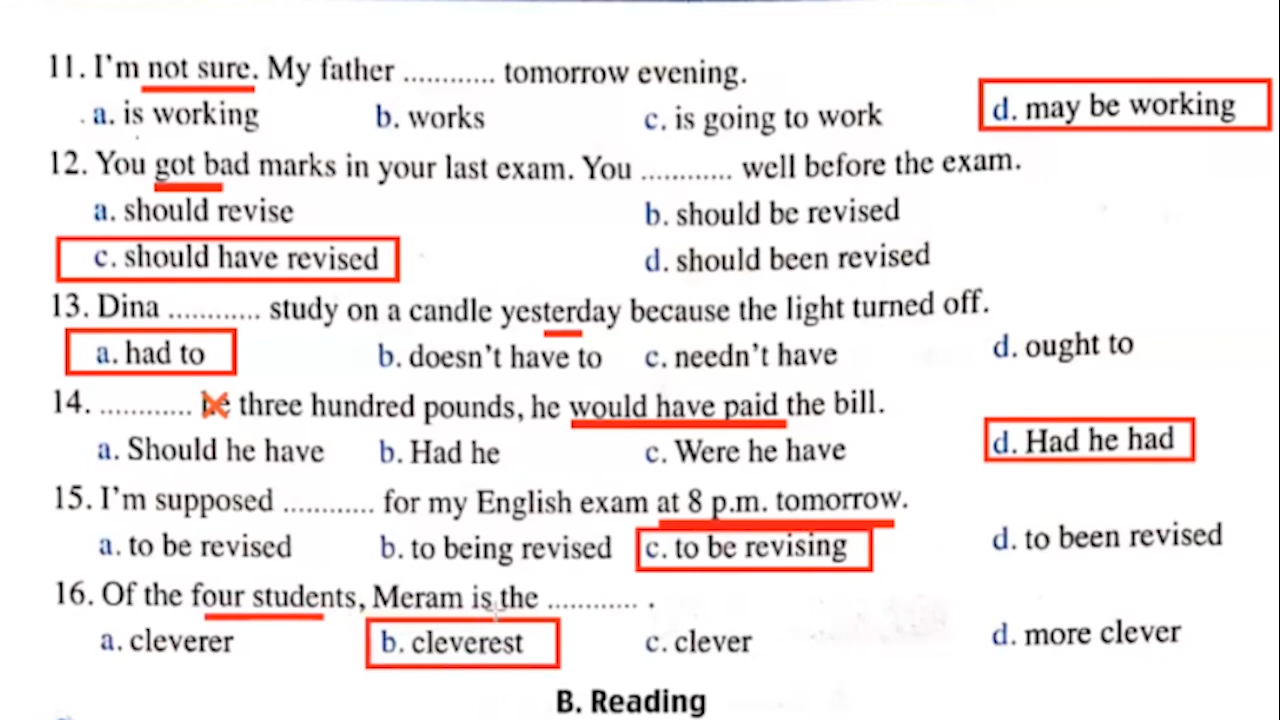 11. I'm not sure. My father ............ tomorrow evening.
a. is working b. works c. is going to work d. may be working
12. You got bad marks in your last exam. You ............ well before the exam.
a. should revise b. should be revised
c. should have revised d. should been revised
13. Dina ............ study on a candle yesterday because the light turned off.
a. had to b. doesn't have to c. needn't have d. ought to
14. ............ he three hundred pounds, he would have paid the bill.
a. Should he have b. Had he c. Were he have d. Had he had
15. I'm supposed ............ for my English exam at 8 p.m. tomorrow.
a. to be revised b. to being revised c. to be revising d. to been revised
16. Of the four students, Meram is the ............ .
a. cleverer b. cleverest c. clever d. more clever
B. Reading